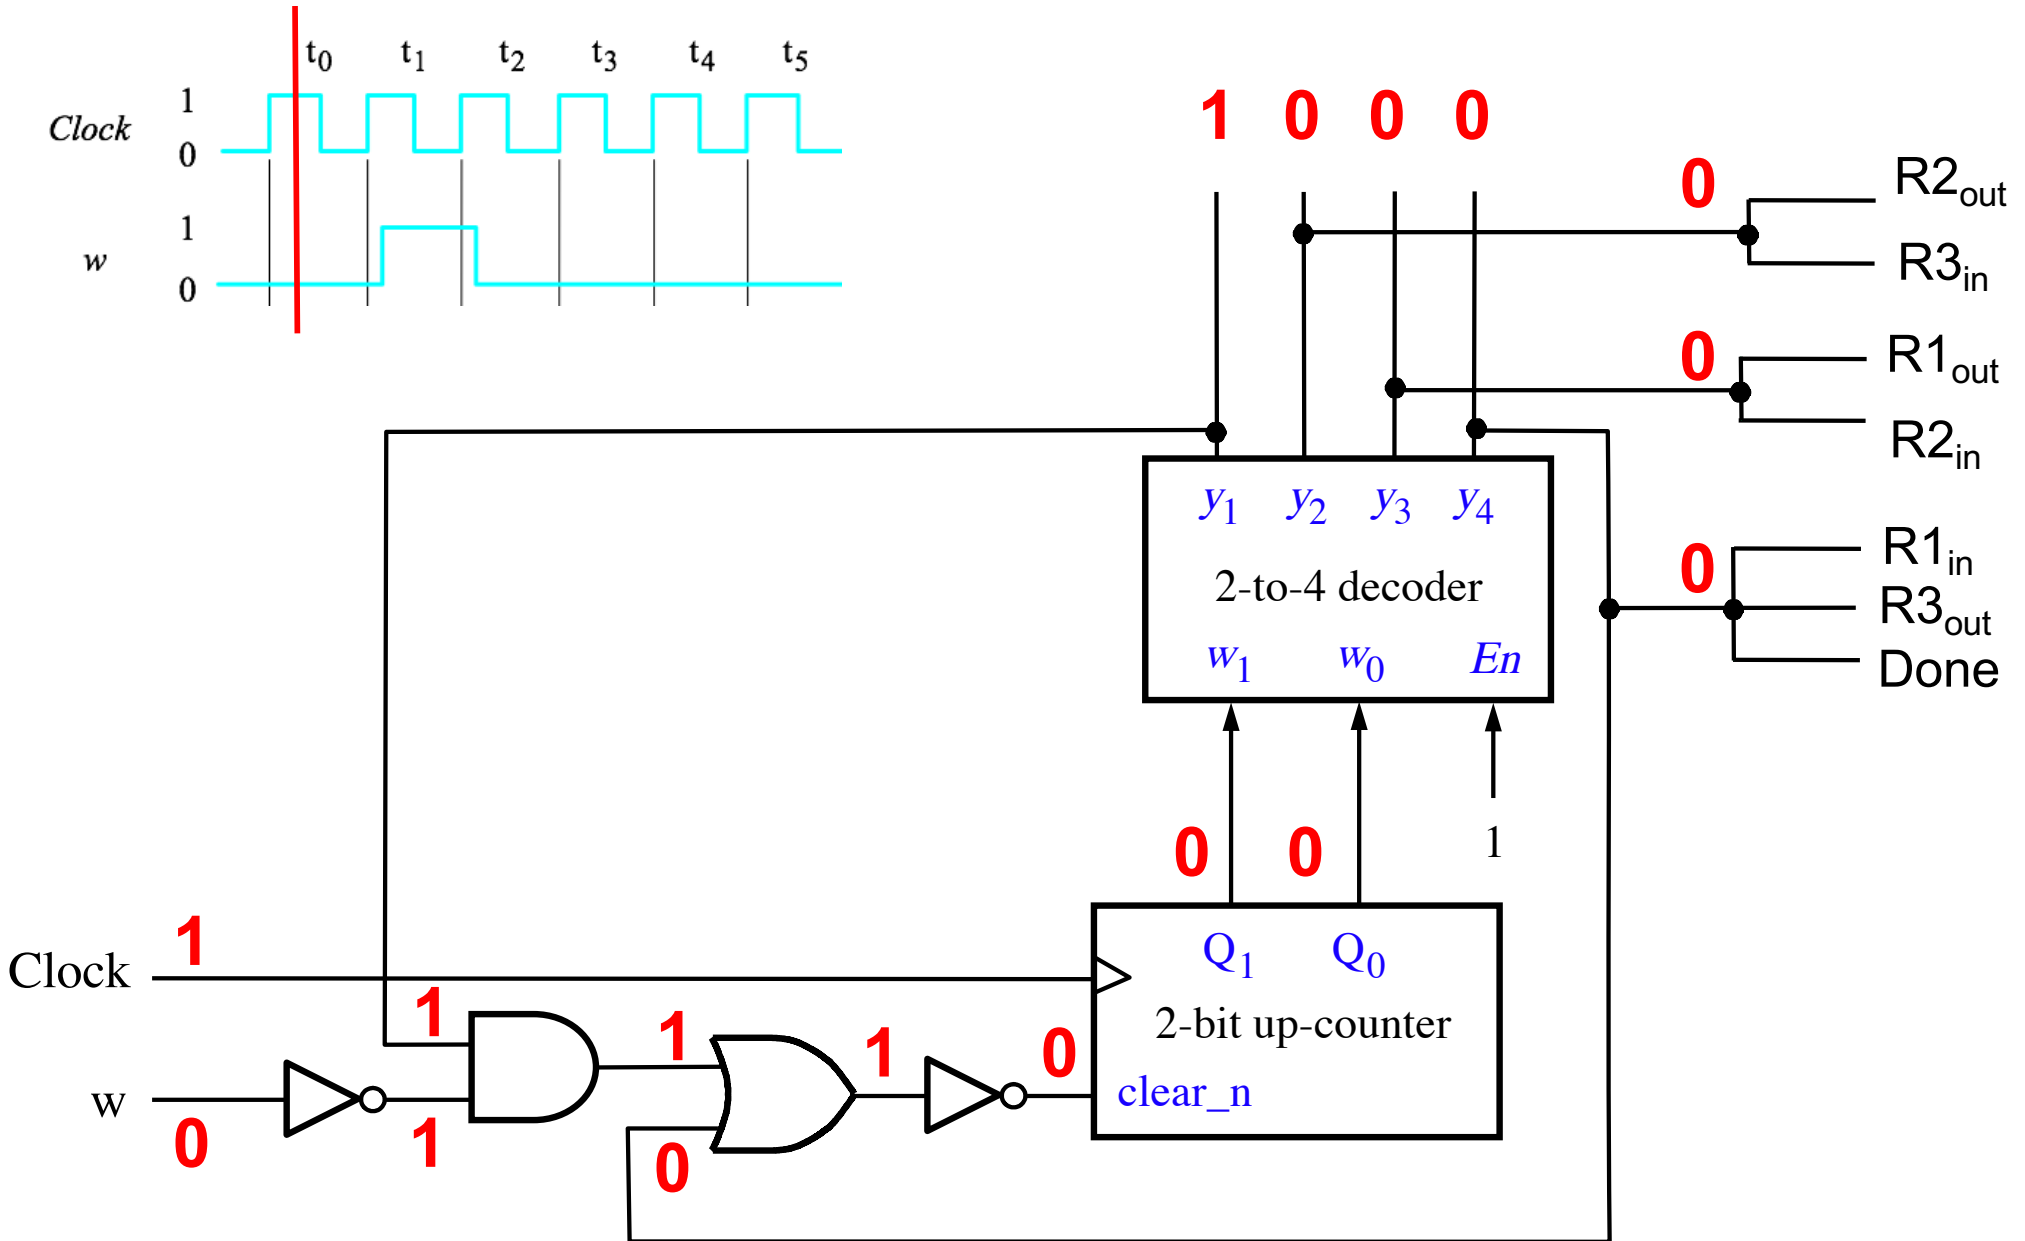 t0 t1 t2 t3 t4 t5
1
Clock
0
1
w
0
1 0 0 0
0
R2out
R3in
0
R1out
R2in
y1 y2 y3 y4
2-to-4 decoder
w1 w0 En
0
R1in
R3out
Done
0 0 1
Clock 1
Q1 Q0
2-bit up-counter
clear_n
1
1
1
0
w
0
1
0